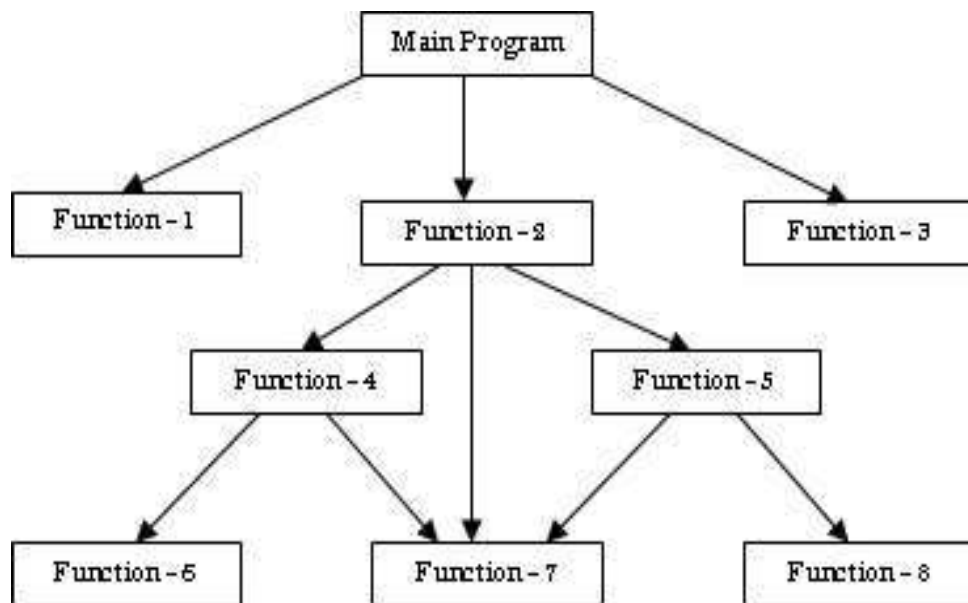 Main Program
Function - 1
Function - 2
Function - 3
Function - 4
Function - 5
Function - 6
Function - 7
Function - 8